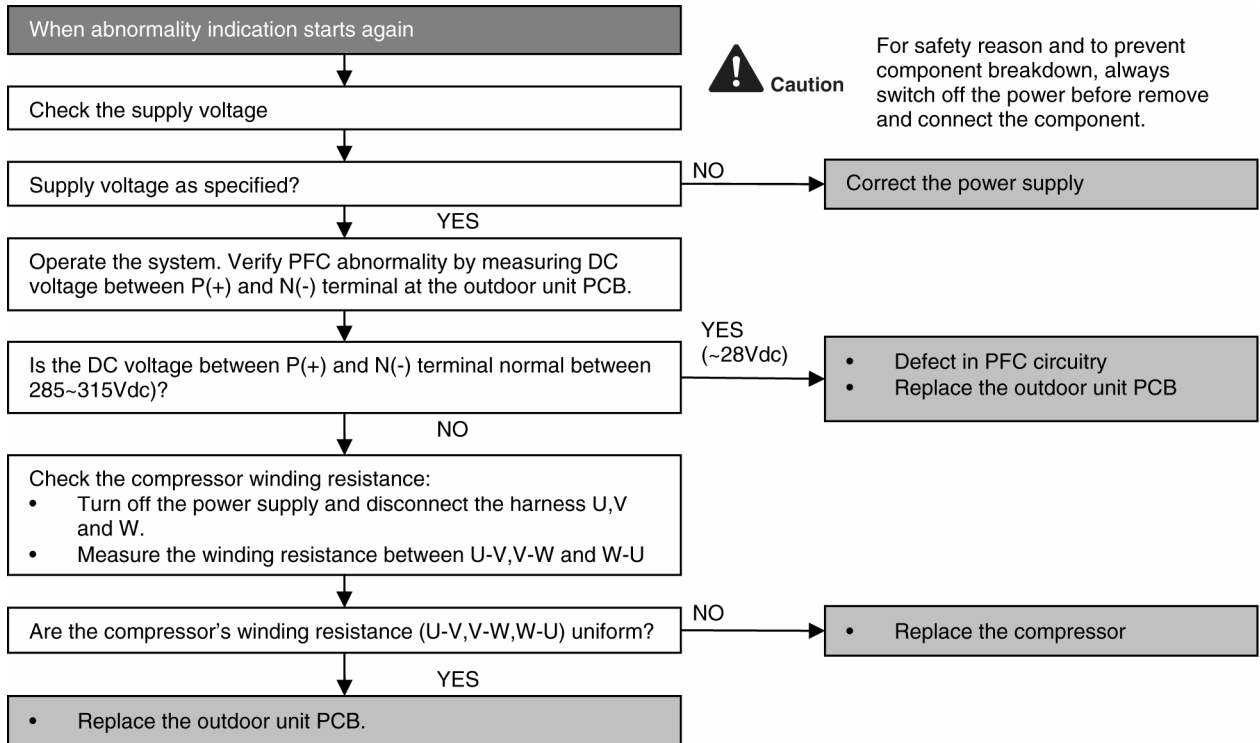 When abnormality indication starts again
Caution
For safety reason and to prevent
component breakdown, always
switch off the power before remove
and connect the component.
Check the supply voltage
Supply voltage as specified?
NO
Correct the power supply
YES
Operate the system. Verify PFC abnormality by measuring DC
voltage between P(+) and N(-) terminal at the outdoor unit PCB.
Is the DC voltage between P(+) and N(-) terminal normal between
285~315Vdc)?
YES
(~28Vdc)
• Defect in PFC circuitry
• Replace the outdoor unit PCB
NO
Check the compressor winding resistance:
• Turn off the power supply and disconnect the harness U,V
and W.
• Measure the winding resistance between U-V,V-W and W-U
Are the compressor's winding resistance (U-V,V-W,W-U) uniform?
NO
• Replace the compressor
YES
• Replace the outdoor unit PCB.